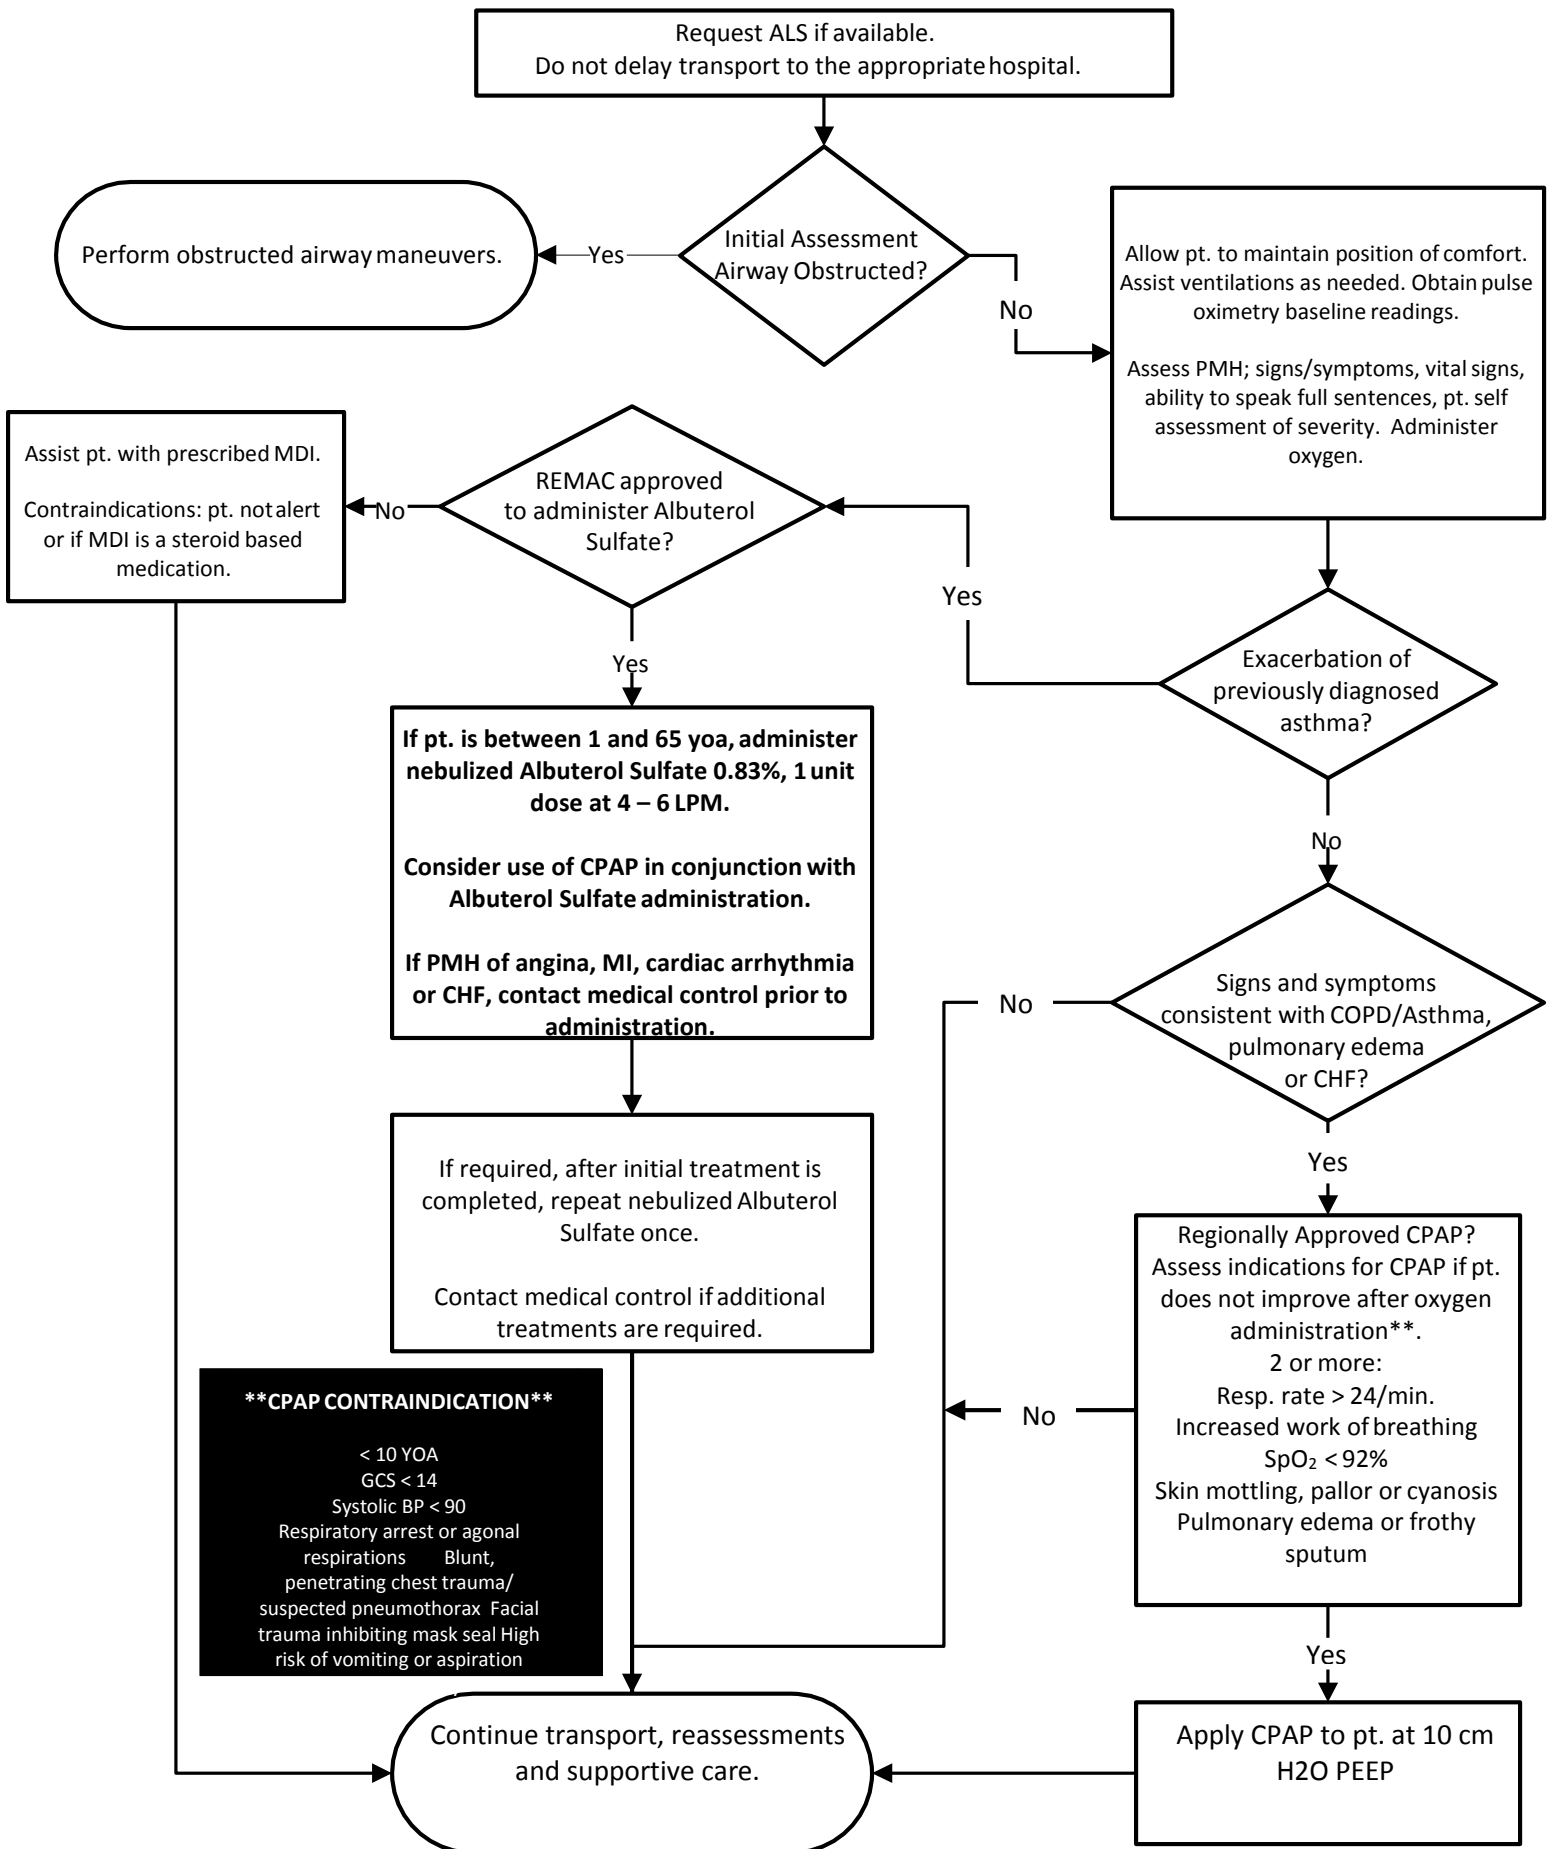 Request ALS if available.
Do not delay transport to the appropriate hospital.
Perform obstructed airway maneuvers.
Yes
Initial Assessment
Airway Obstructed?
No
Allow pt. to maintain position of comfort.
Assist ventilations as needed. Obtain pulse
oximetry baseline readings.
Assess PMH; signs/symptoms, vital signs,
ability to speak full sentences, pt. self
assessment of severity. Administer
oxygen.
Assist pt. with prescribed MDI.
Contraindications: pt. not alert
or if MDI is a steroid based
medication.
No
REMAC approved
to administer Albuterol
Sulfate?
Yes
Yes
Exacerbation of
previously diagnosed
asthma?
No
If pt. is between 1 and 65 yoa, administer
nebulized Albuterol Sulfate 0.83%, 1 unit
dose at 4 – 6 LPM.
Consider use of CPAP in conjunction with
Albuterol Sulfate administration.
If PMH of angina, MI, cardiac arrhythmia
or CHF, contact medical control prior to
administration.
No
Signs and symptoms
consistent with COPD/Asthma,
pulmonary edema
or CHF?
Yes
If required, after initial treatment is
completed, repeat nebulized Albuterol
Sulfate once.
Contact medical control if additional
treatments are required.
Regionally Approved CPAP?
Assess indications for CPAP if pt.
does not improve after oxygen
administration**.
2 or more:
Resp. rate > 24/min.
Increased work of breathing
SpO₂ < 92%
Skin mottling, pallor or cyanosis
Pulmonary edema or frothy
sputum
No
Yes
**CPAP CONTRAINDICATION**
< 10 YOA
GCS < 14
Systolic BP < 90
Respiratory arrest or agonal
respirations Blunt,
penetrating chest trauma/
suspected pneumothorax Facial
trauma inhibiting mask seal High
risk of vomiting or aspiration
Continue transport, reassessments
and supportive care.
Apply CPAP to pt. at 10 cm
H2O PEEP